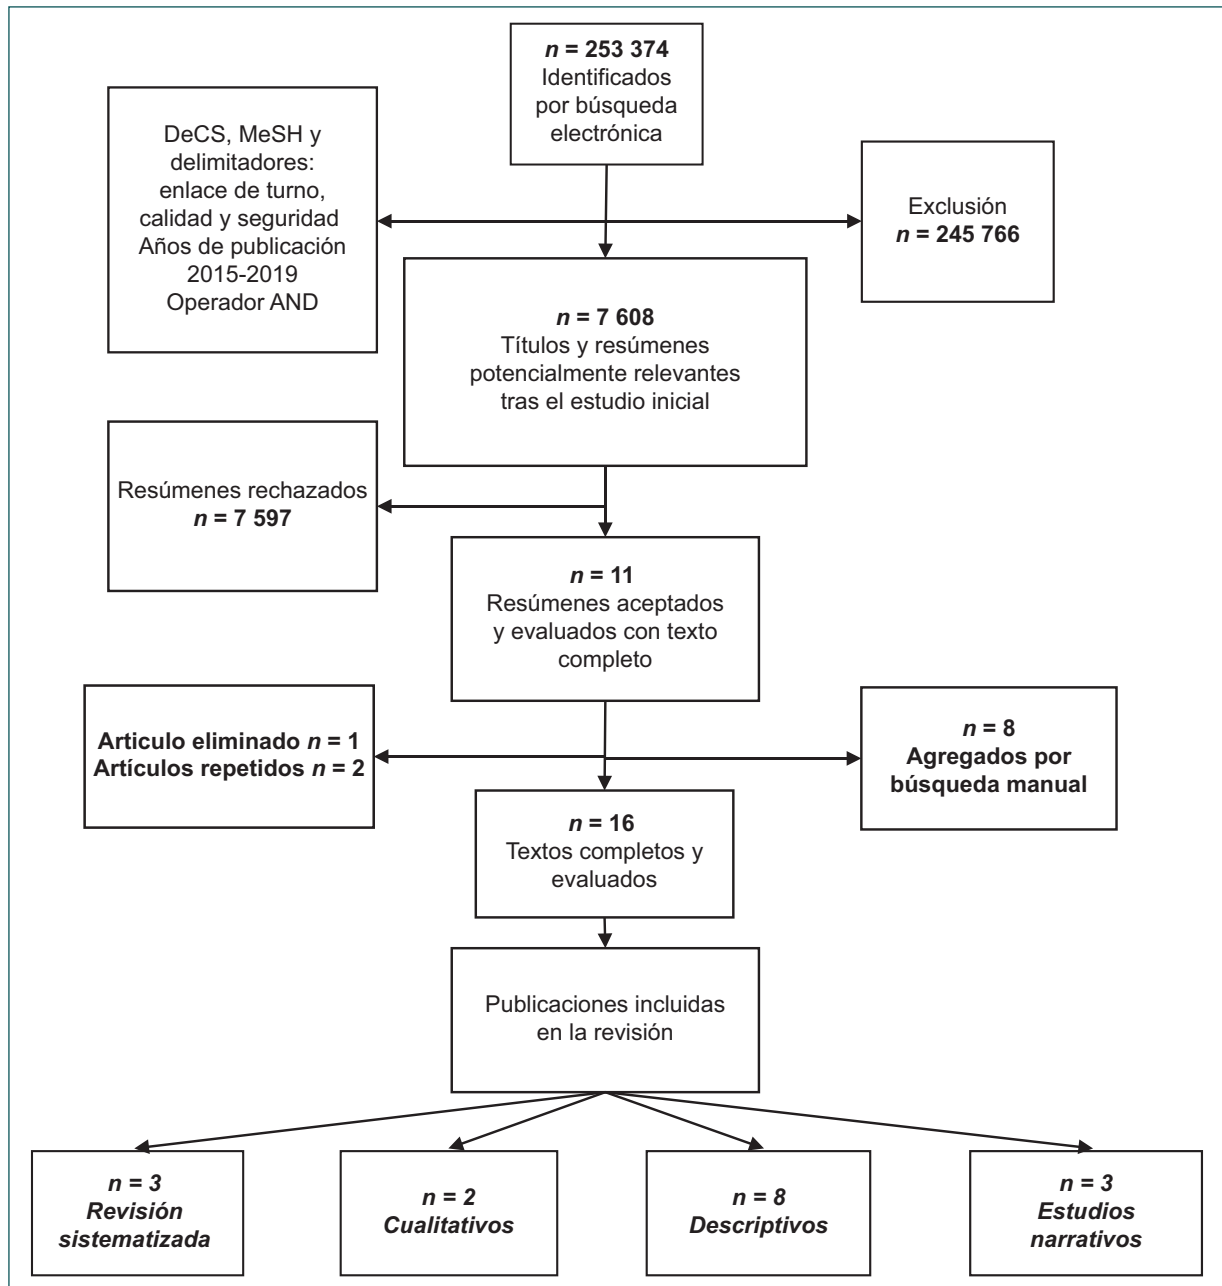 n = 253 374
Identificados
por búsqueda
electrónica
DeCS, MeSH y
delimitadores:
enlace de turno,
calidad y seguridad
Años de publicación
2015-2019
Operador AND
Exclusión
n = 245 766
n = 7 608
Títulos y resúmenes
potencialmente relevantes
tras el estudio inicial
Resúmenes rechazados
n = 7 597
n = 11
Resúmenes aceptados
y evaluados con texto
completo
Articulo eliminado n = 1
Artículos repetidos n = 2
n = 8
Agregados por
búsqueda manual
n = 16
Textos completos y
evaluados
Publicaciones incluidas
en la revisión
n = 3
Revisión
sistematizada
n = 2
Cualitativos
n = 8
Descriptivos
n = 3
Estudios
narrativos